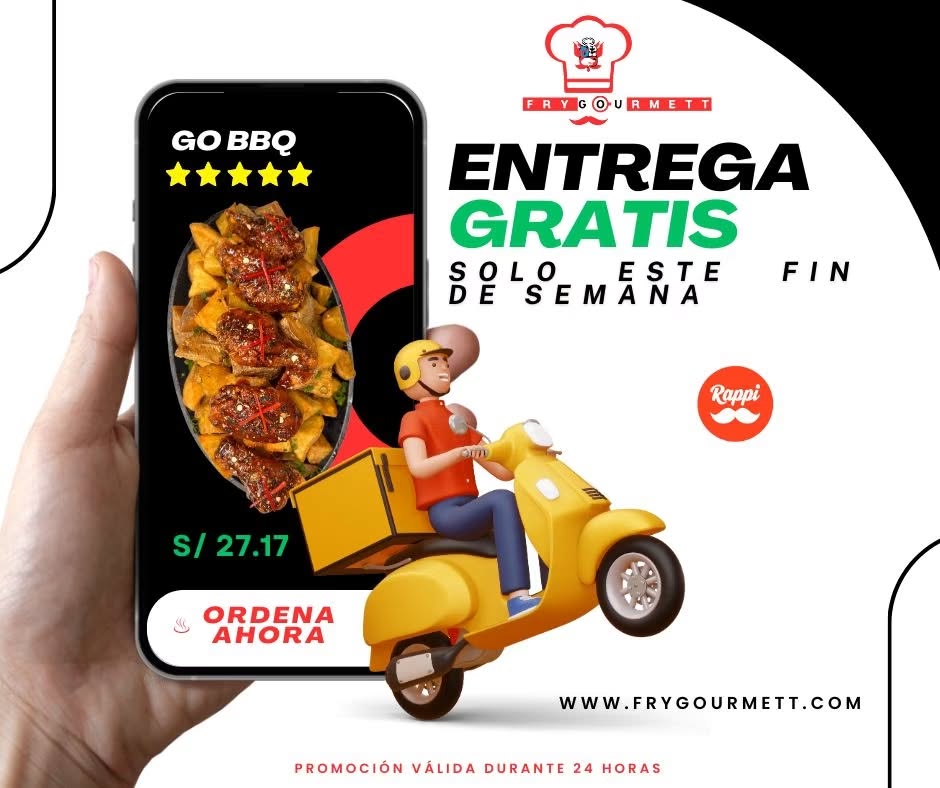 FRYGOURMETT
GO BBQ
ENTREGA
GRATIS
SOLO ESTE FIN
DE SEMANA
Rappi
S/ 27.17
ORDENA
AHORA
WWW.FRYGOURMETT.COM
PROMOCIÓN VÁLIDA DURANTE 24 HORAS